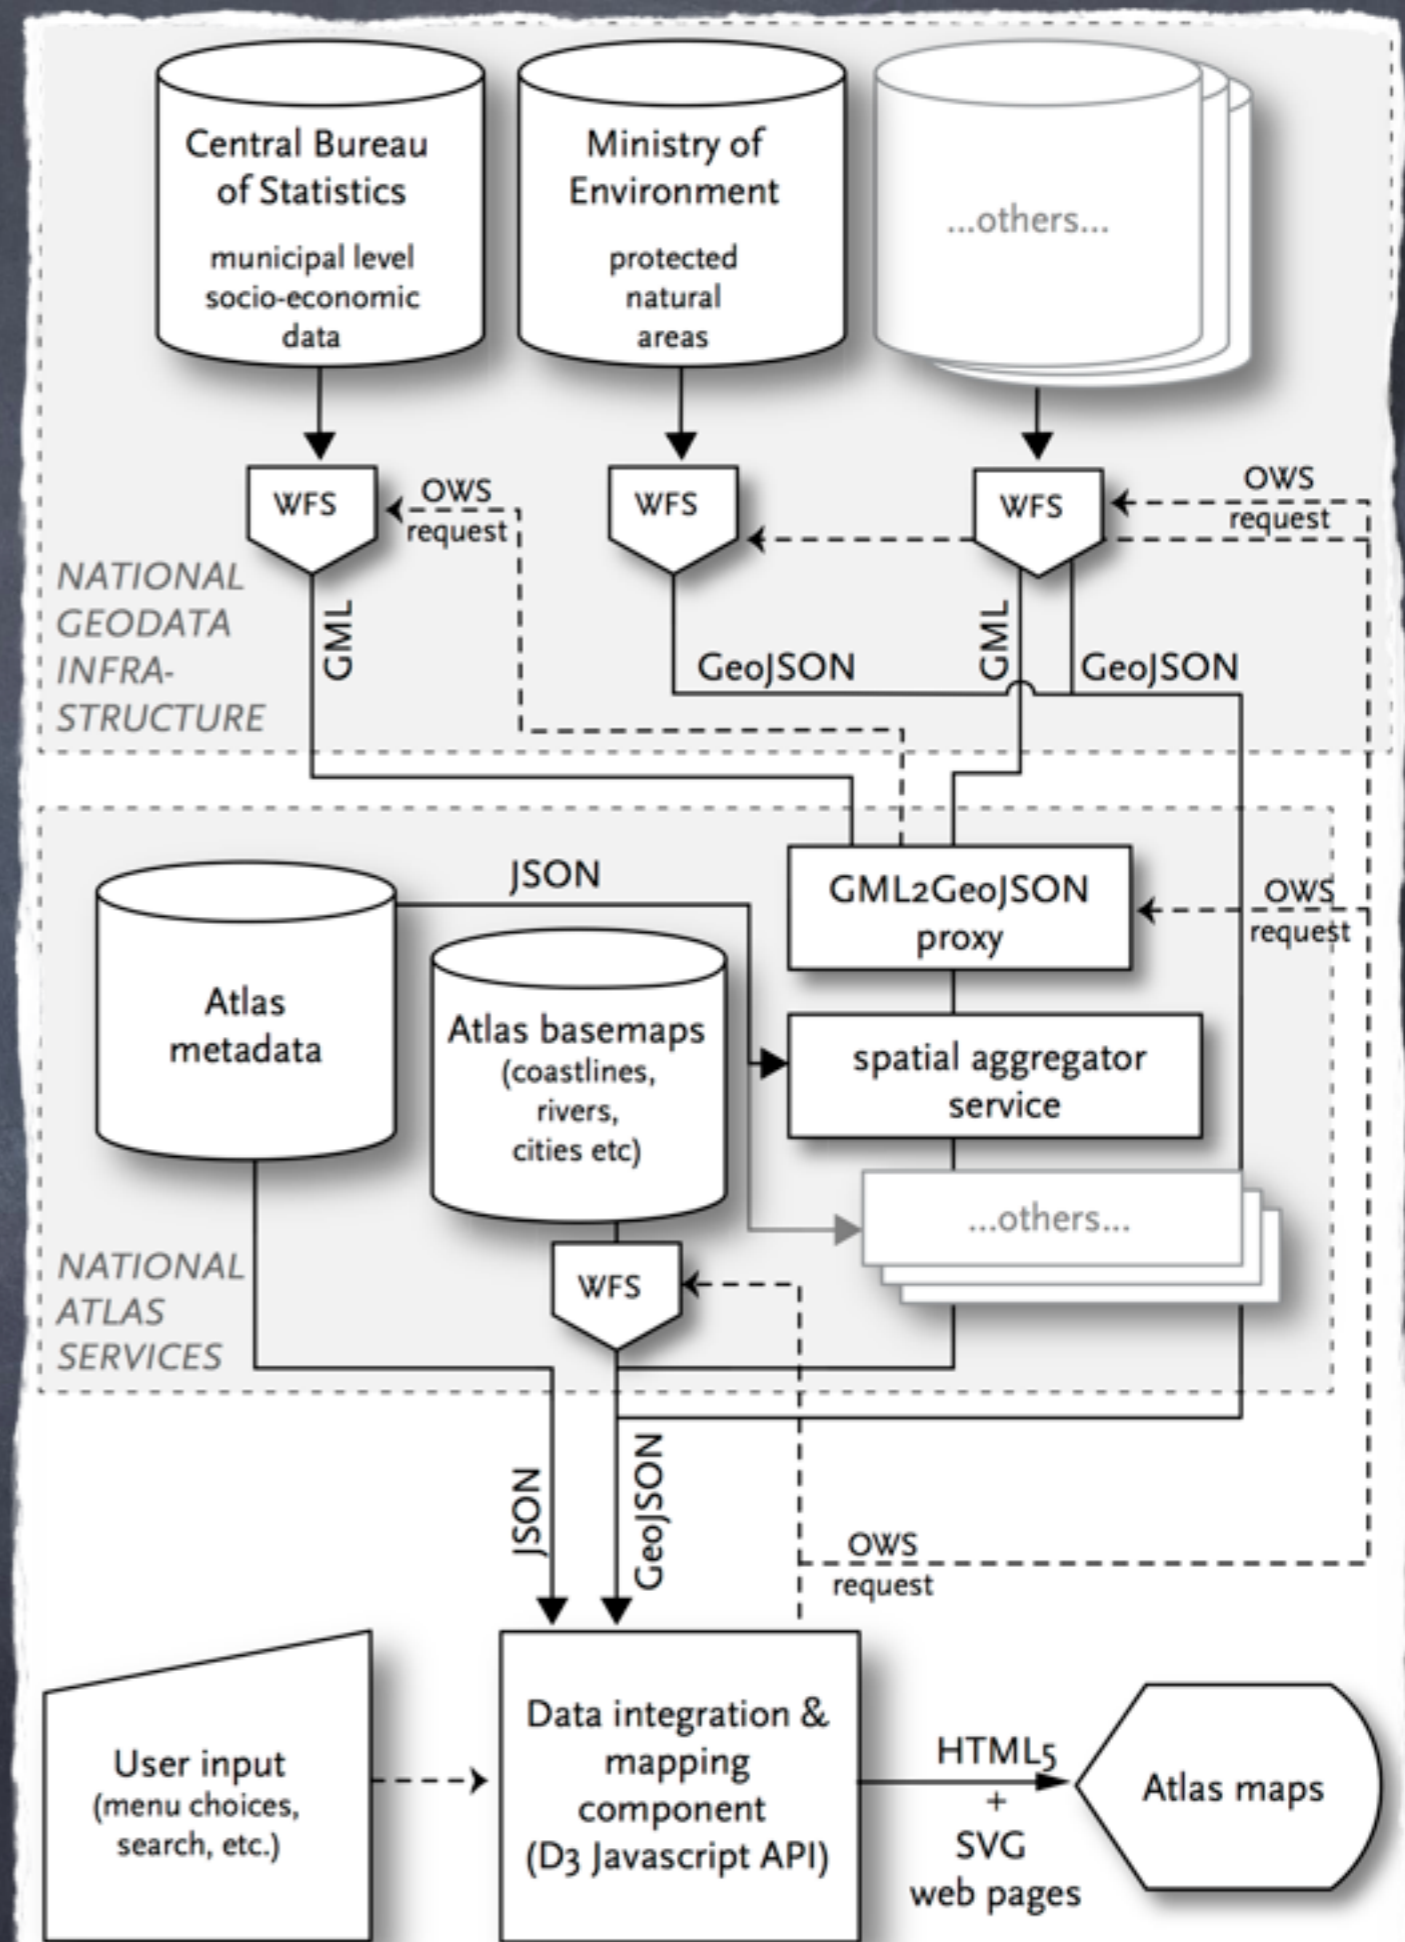 Central Bureau
of Statistics
municipal level
socio-economic
data
Ministry of
Environment
protected
natural
areas
...others...
WFS
OWS
request
WFS
WFS
OWS
request
NATIONAL
GEODATA
INFRA-
STRUCTURE
GML
GeoJSON
GML
GeoJSON
JSON
GML2GeoJSON
proxy
OWS
request
Atlas
metadata
Atlas basemaps
(coastlines,
rivers,
cities etc)
spatial aggregator
service
...others...
WFS
NATIONAL
ATLAS
SERVICES
JSON
GeoJSON
OWS
request
User input
(menu choices,
search, etc.)
Data integration &
mapping
component
(D3 Javascript API)
HTML5
+
SVG
web pages
Atlas maps